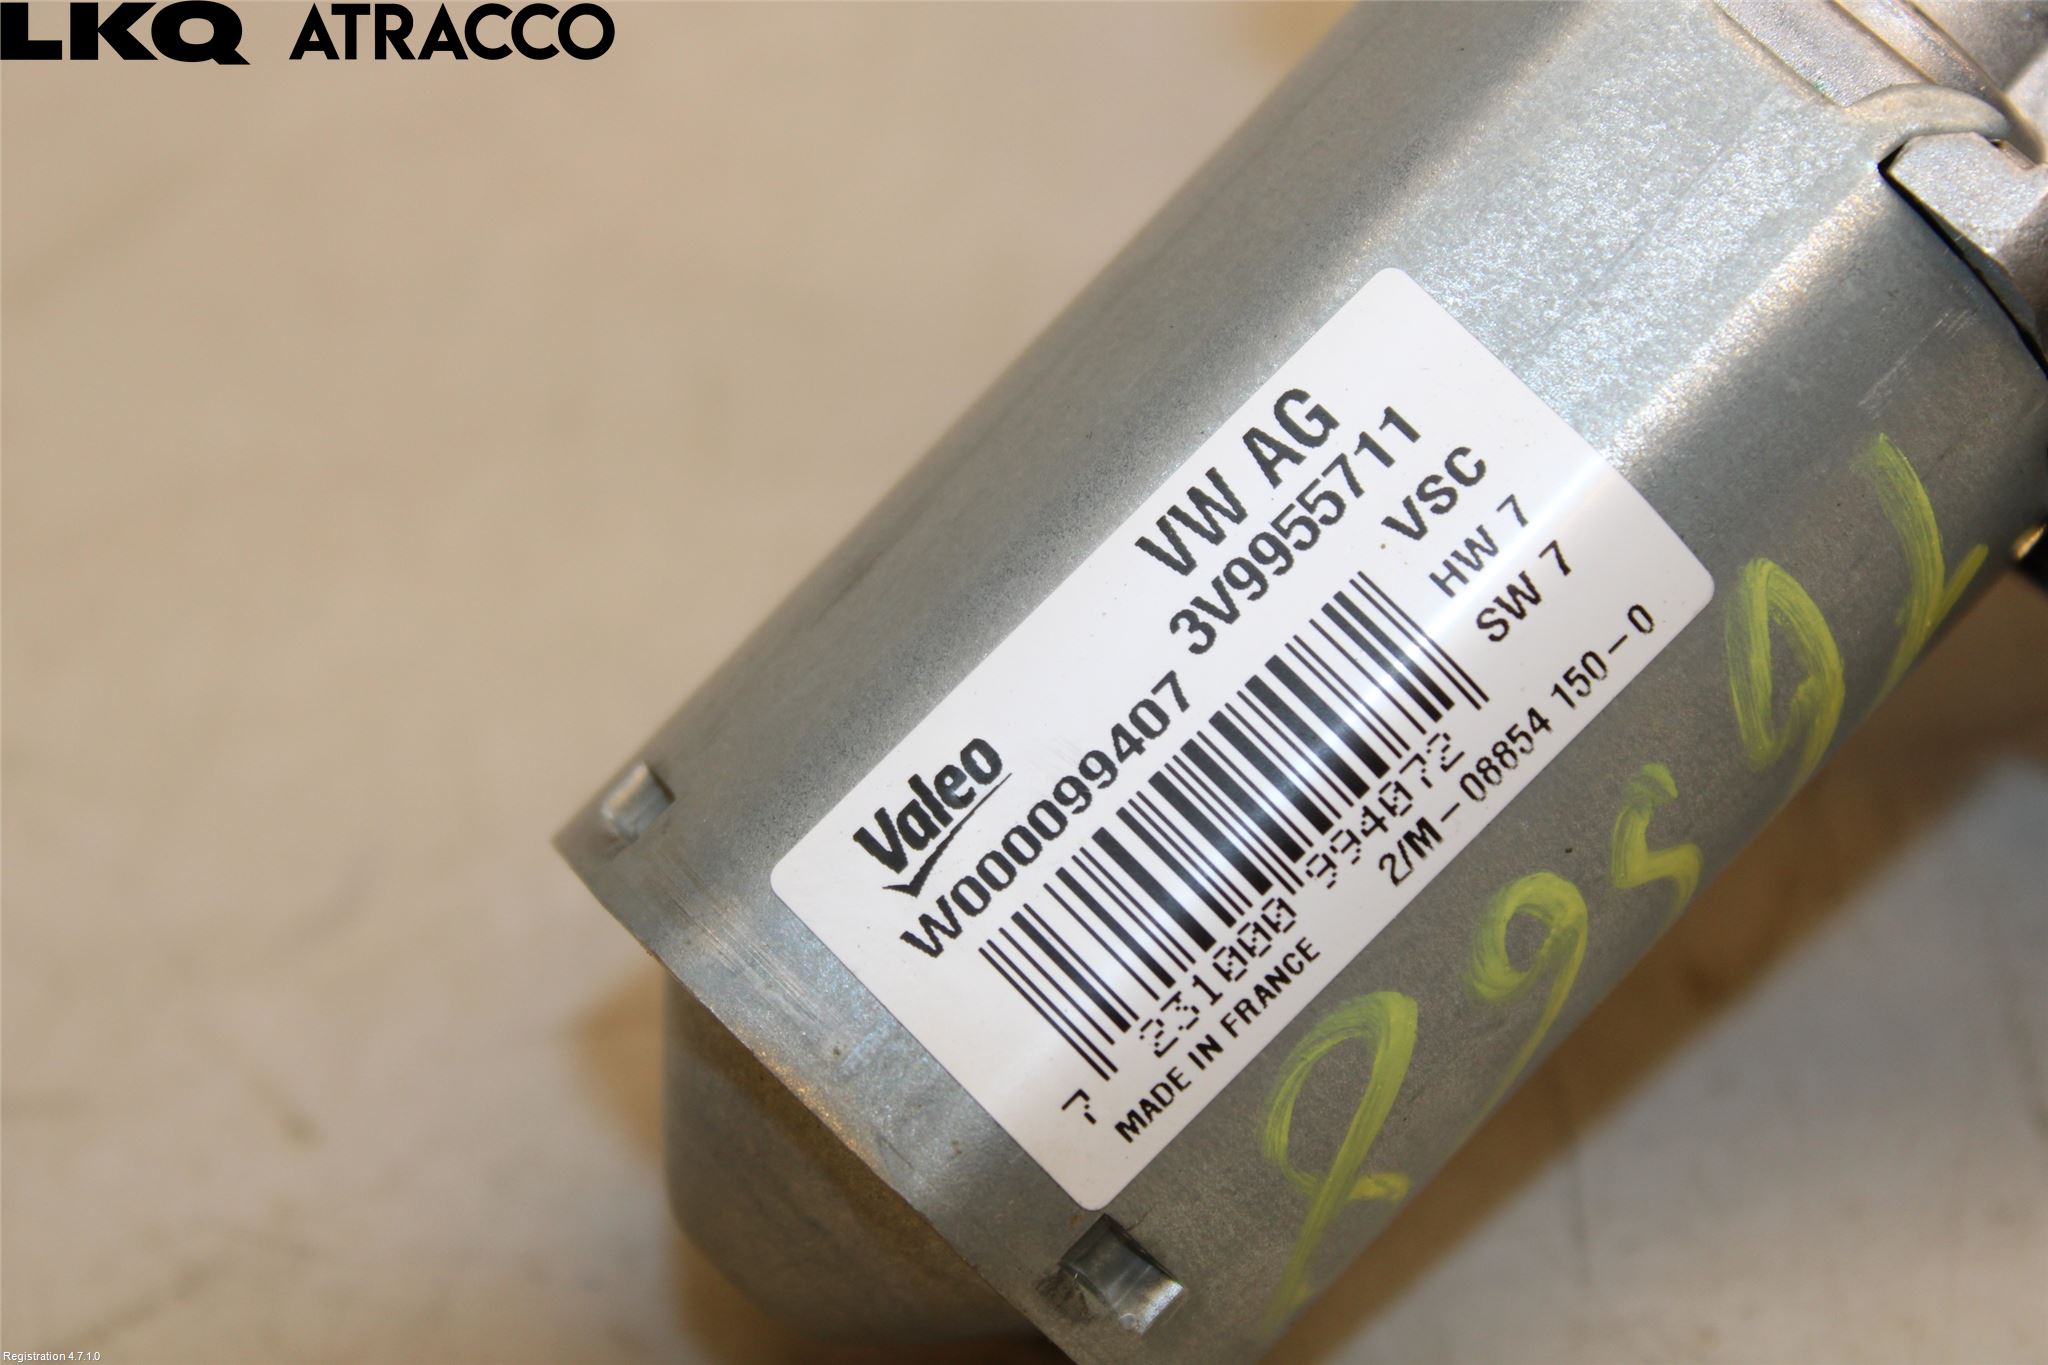 LKQ ATRACCO
VW AG
3V9955711
VSC
HW 7
SW 7
Valeo
W000099407
7 231000 994072
2/M-08854 150-0
MADE IN FRANCE
Registration 4.7.1.0